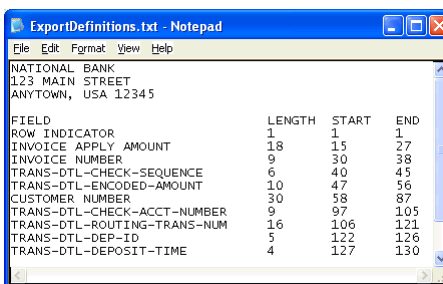 ExportDefinitions.txt - Notepad
File Edit Format View Help
NATIONAL BANK
123 MAIN STREET
ANYTOWN, USA 12345
FIELD LENGTH START END
ROW INDICATOR 1 1 1
INVOICE APPLY AMOUNT 18 15 27
INVOICE NUMBER 9 30 38
TRANS-DTL-CHECK-SEQUENCE 6 40 45
TRANS-DTL-ENCODED-AMOUNT 10 47 56
CUSTOMER NUMBER 30 58 87
TRANS-DTL-CHECK-ACCT-NUMBER 9 97 105
TRANS-DTL-ROUTING-TRANS-NUM 16 106 121
TRANS-DTL-DEP-ID 5 122 126
TRANS-DTL-DEPOSIT-TIME 4 127 130